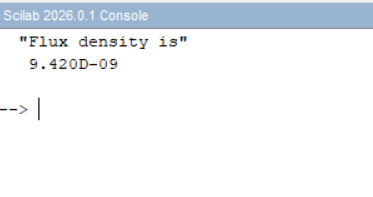 Scilab 2026.0.1 Console
"Flux density is"
9.420D-09
-->